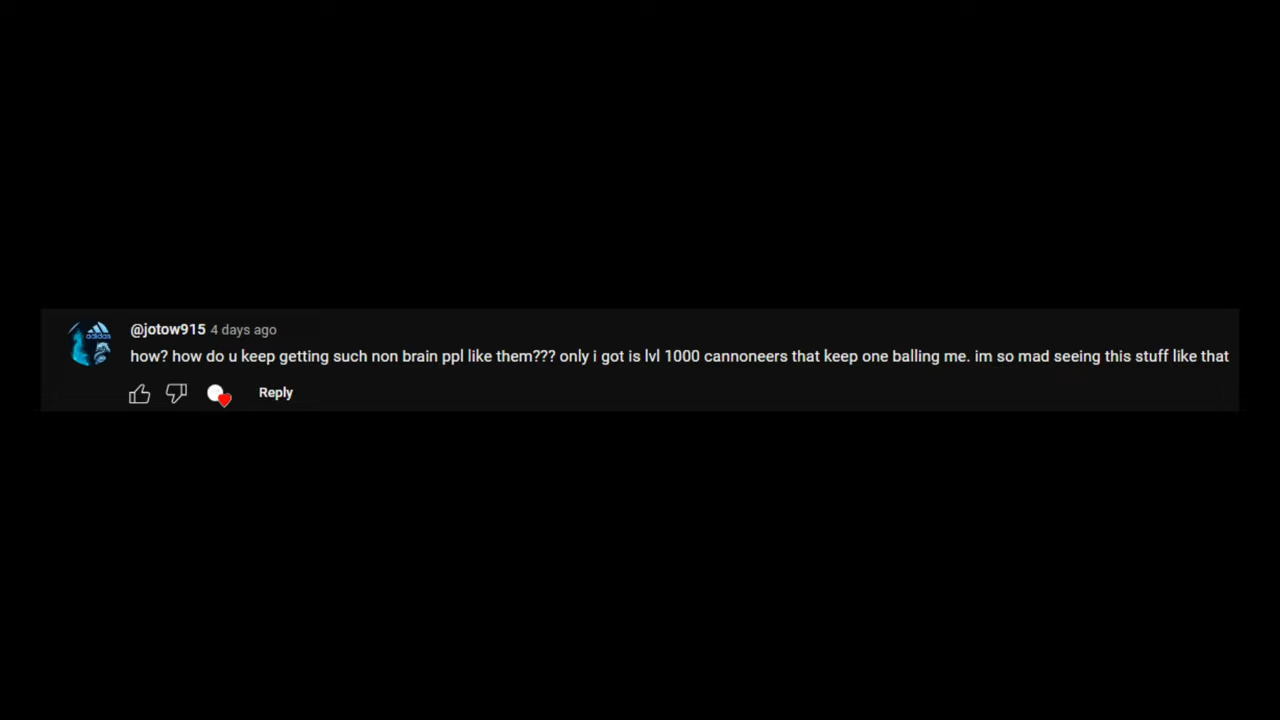 adidas
@jotow915 4 days ago
how? how do u keep getting such non brain ppl like them??? only i got is lvl 1000 cannoneers that keep one balling me. im so mad seeing this stuff like that
Reply